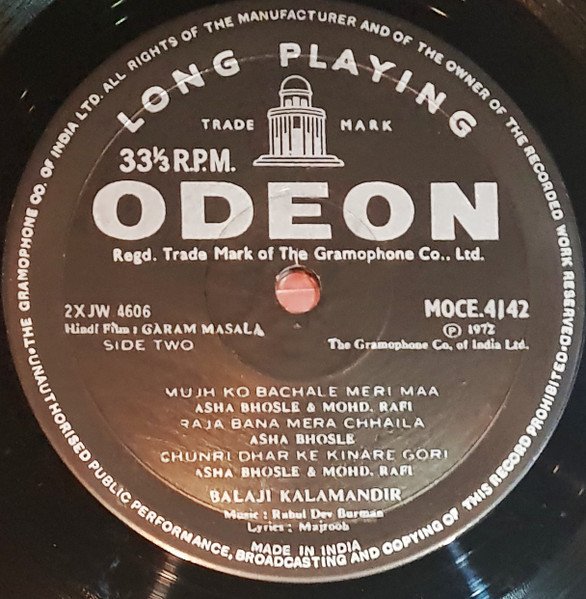 THE GRAMOPHONE CO. OF INDIA LTD. ALL RIGHTS OF THE MANUFACTURER AND OF THE OWNER OF THE RECORDED WORK RESERVED·
UNAUTHORISED PUBLIC PERFORMANCE, BROADCASTING AND COPYING OF THIS RECORD PROHIBITED·
LONG PLAYING
TRADE MARK
33⅓ R.P.M.
ODEON
Regd. Trade Mark of The Gramophone Co., Ltd.
2XJW 4606 MOCE.4142
Hindi Film : GARAM MASALA Ⓟ 1972
SIDE TWO The Gramophone Co. of India Ltd.
MUJH KO BACHALE MERI MAA
ASHA BHOSLE & MOHD. RAFI
RAJA BANA MERA CHHAILA
ASHA BHOSLE
CHUNRI DHAR KE KINARE GORI
ASHA BHOSLE & MOHD. RAFI
BALAJI KALAMANDIR
Music : Rahul Dev Burman
Lyrics : Majrooh
MADE IN INDIA